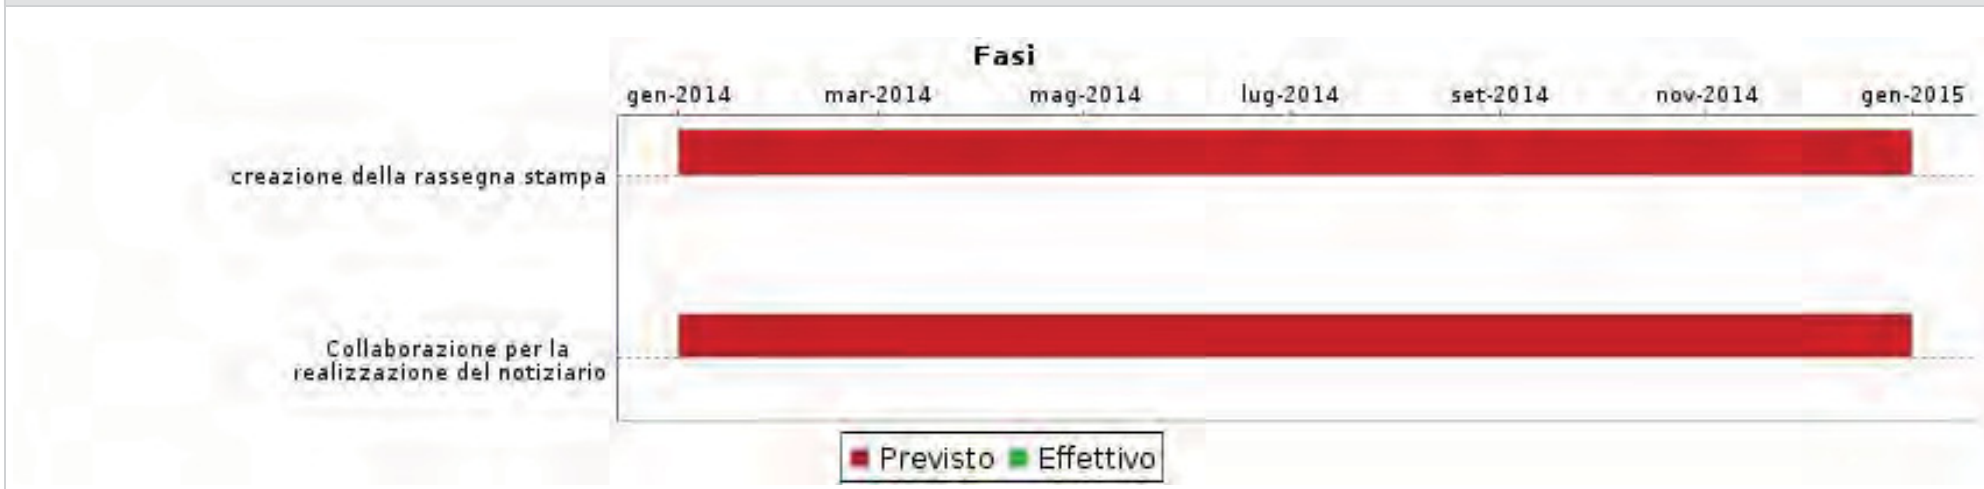 Fasi
gen-2014 mar-2014 mag-2014 lug-2014 set-2014 nov-2014 gen-2015
creazione della rassegna stampa
Collaborazione per la
realizzazione del notiziario
Previsto Effettivo